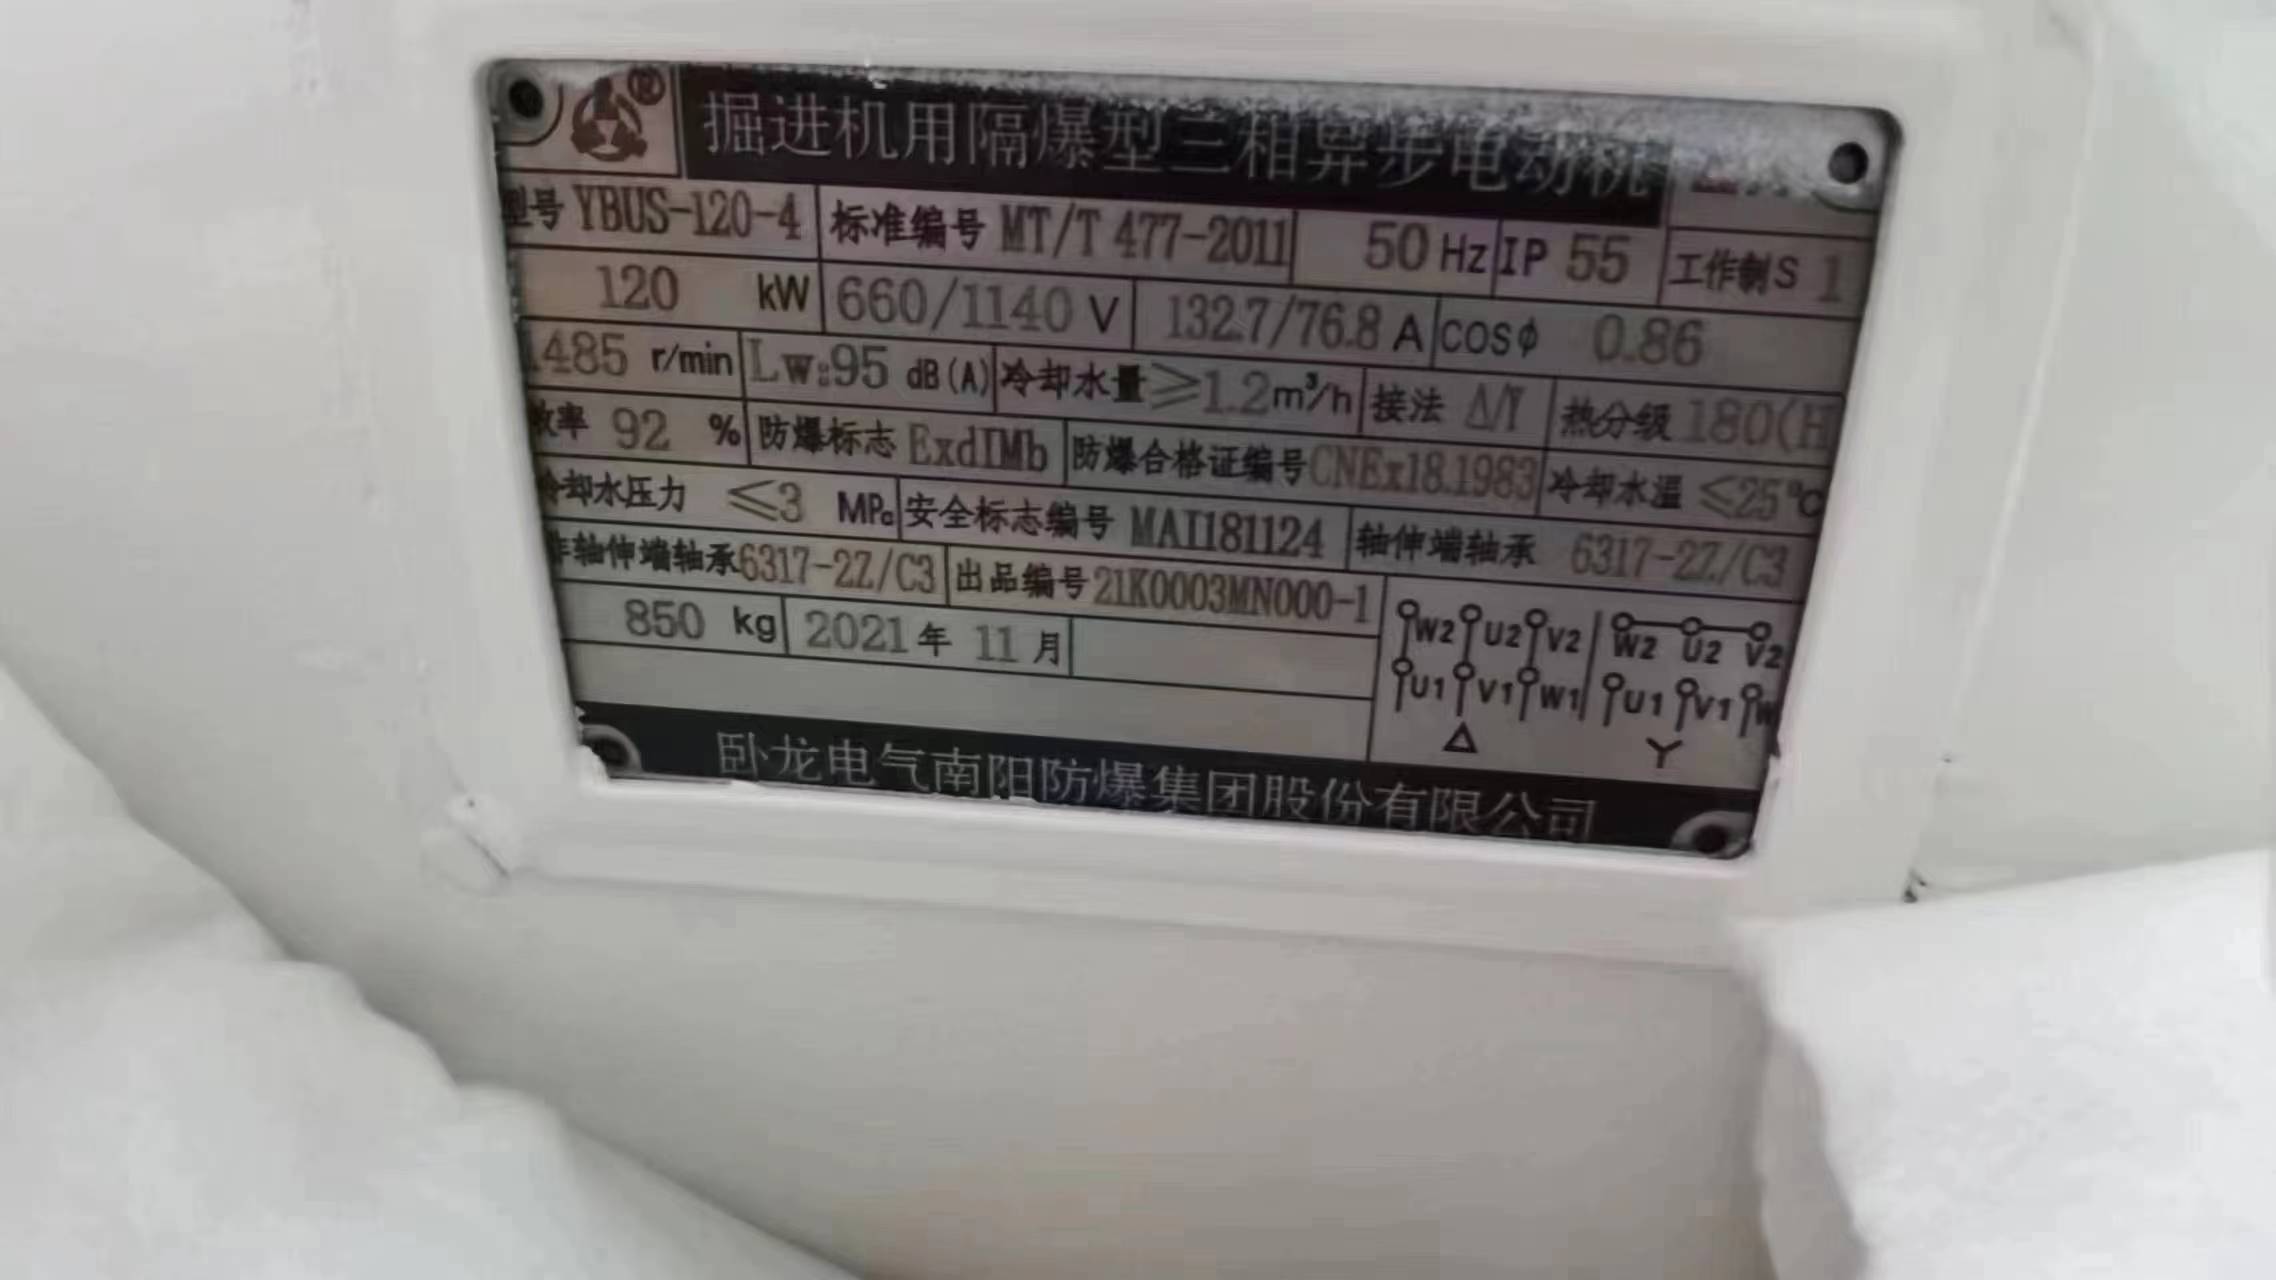 掘进机用隔爆型三相异步电动机
型号 YBUS-120-4 标准编号 MT/T 477-2011 50 Hz IP 55 工作制S 1
120 kW 660/1140 V 132.7/76.8 A COSϕ 0.86
1485 r/min Lw:95 dB(A) 冷却水量 ≥1.2m³/h 接法 Δ/Y 热分级 180(H
效率 92 % 防爆标志 ExdIMb 防爆合格证编号 CNEx18.1983 冷却水温 ≤25℃
冷却水压力 ≤3 MPa 安全标志编号 MAI181124 轴伸端轴承 6317-2Z/C3
非轴伸端轴承 6317-2Z/C3 出品编号 21K0003MN000-1
850 kg 2021 年 11 月
W2 U2 V2 W2 U2 V2
U1 V1 W1 U1 V1 W
Δ Y
卧龙电气南阳防爆集团股份有限公司